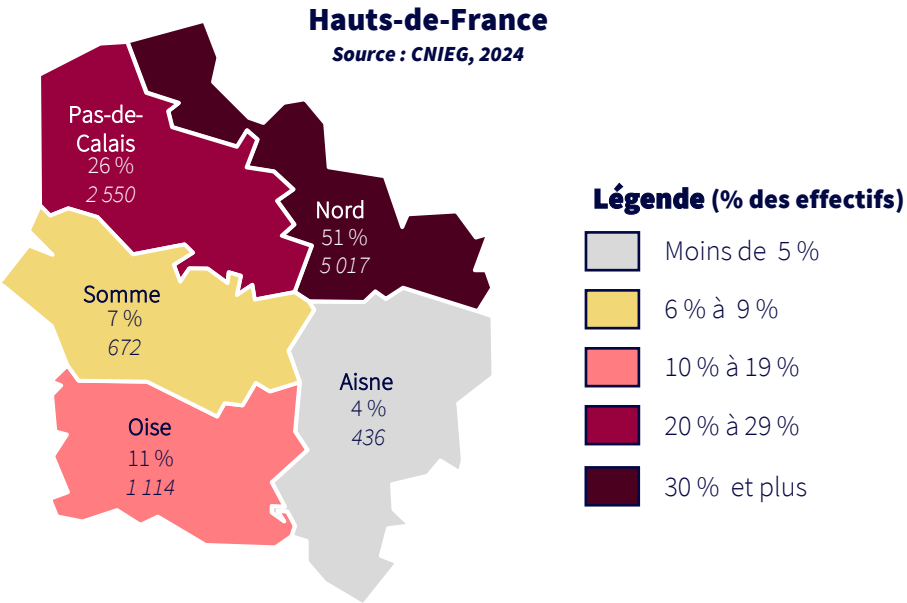 Hauts-de-France
Source : CNIEG, 2024
Pas-de-
Calais
26 %
2 550
Nord
51 %
5 017
Somme
7 %
672
Aisne
4 %
436
Oise
11 %
1 114
Légende (% des effectifs)
Moins de 5 %
6 % à 9 %
10 % à 19 %
20 % à 29 %
30 % et plus